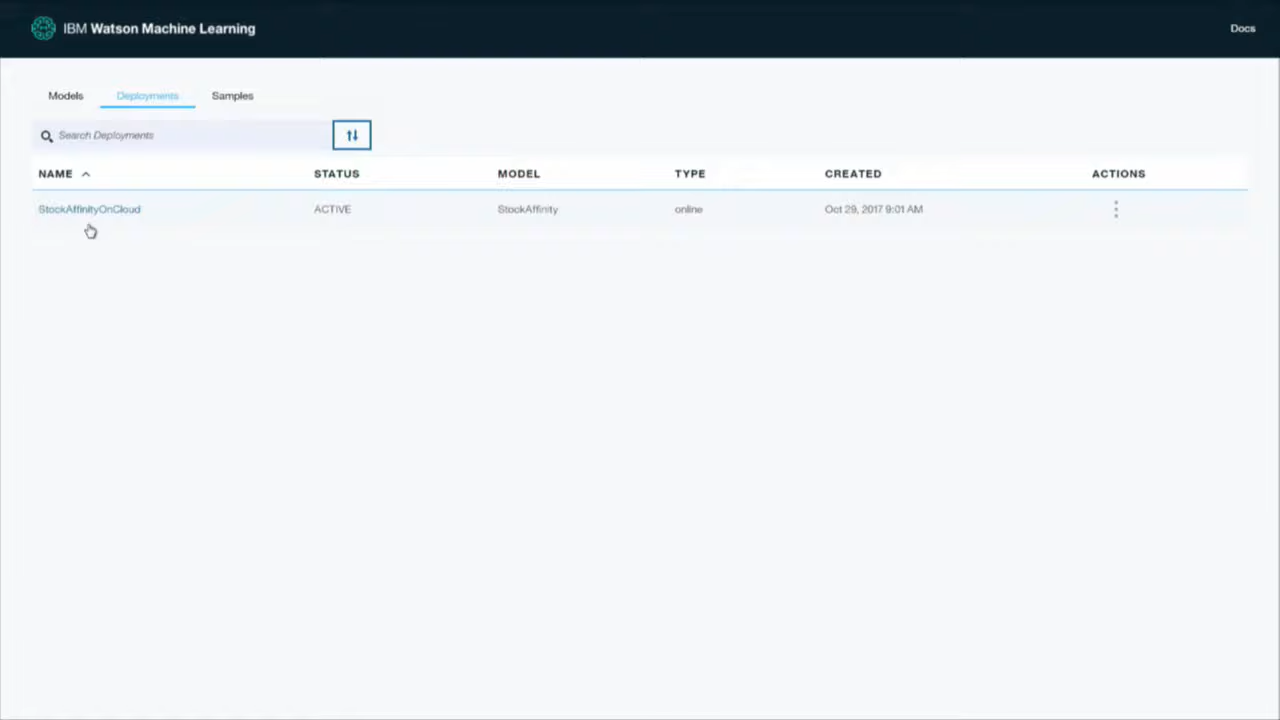 IBM Watson Machine Learning Docs
Models Deployments Samples
Search Deployments
NAME STATUS MODEL TYPE CREATED ACTIONS
StockAffinityOnCloud ACTIVE StockAffinity online Oct 29, 2017 9:01 AM